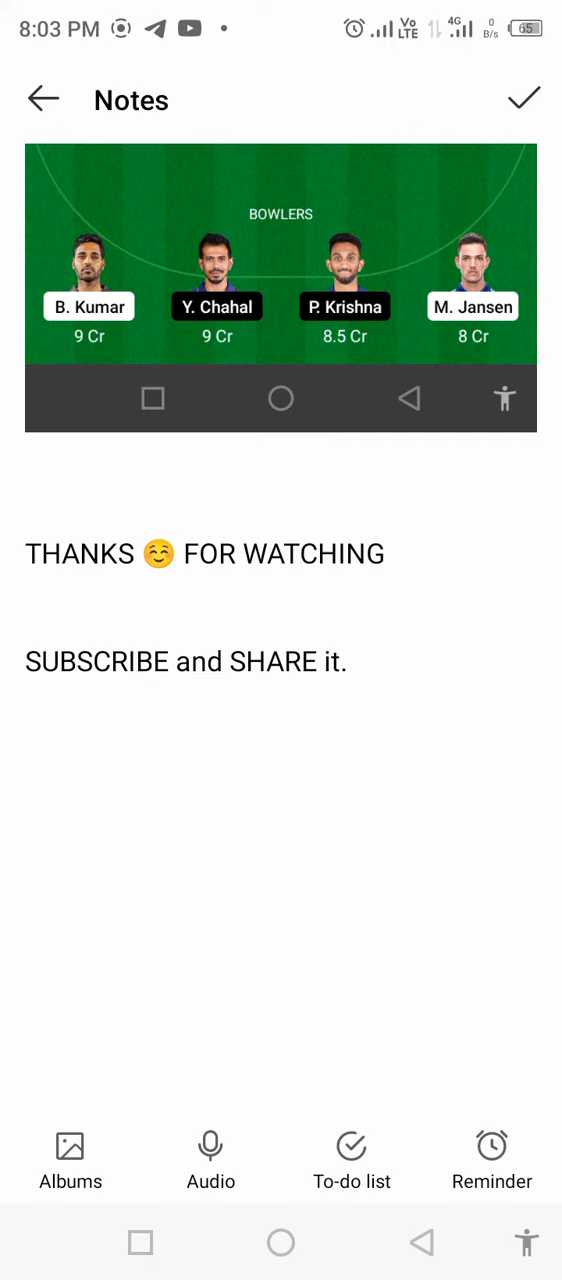 8:03 PM Vo LTE 4G 0 B/s 65
Notes
BOWLERS
B. Kumar Y. Chahal P. Krishna M. Jansen
9 Cr 9 Cr 8.5 Cr 8 Cr
THANKS ☺️ FOR WATCHING
SUBSCRIBE and SHARE it.
Albums Audio To-do list Reminder